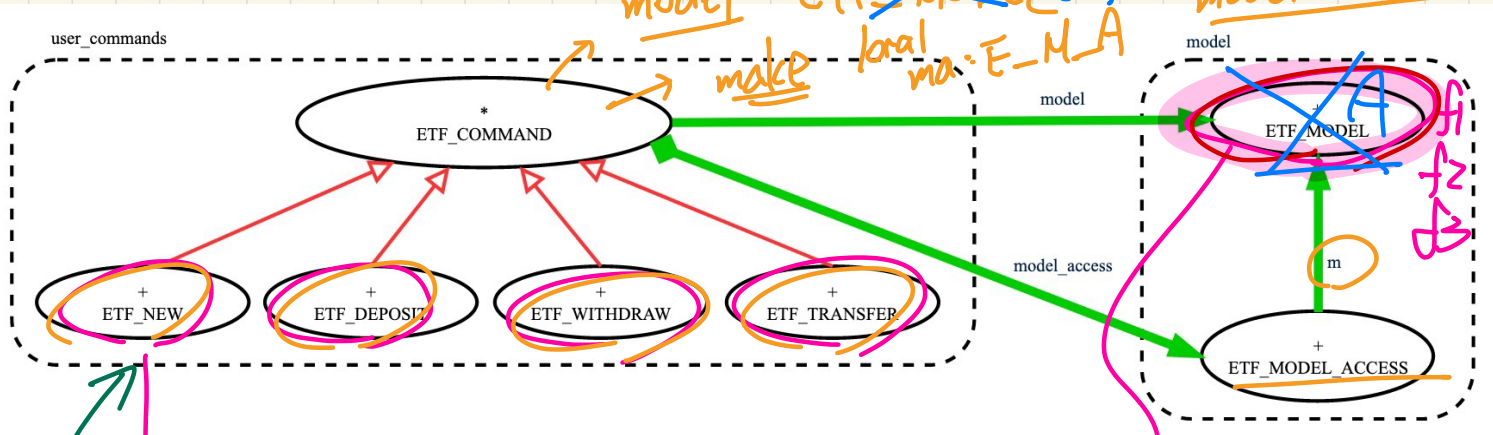 model
user_commands
local
make
ma: E_M_A
model
*
ETF_COMMAND
model
+
ETF_MODEL
A
f1
f2
f3
model_access
m
+
ETF_NEW
+
ETF_DEPOSIT
+
ETF_WITHDRAW
+
ETF_TRANSFER
+
ETF_MODEL_ACCESS